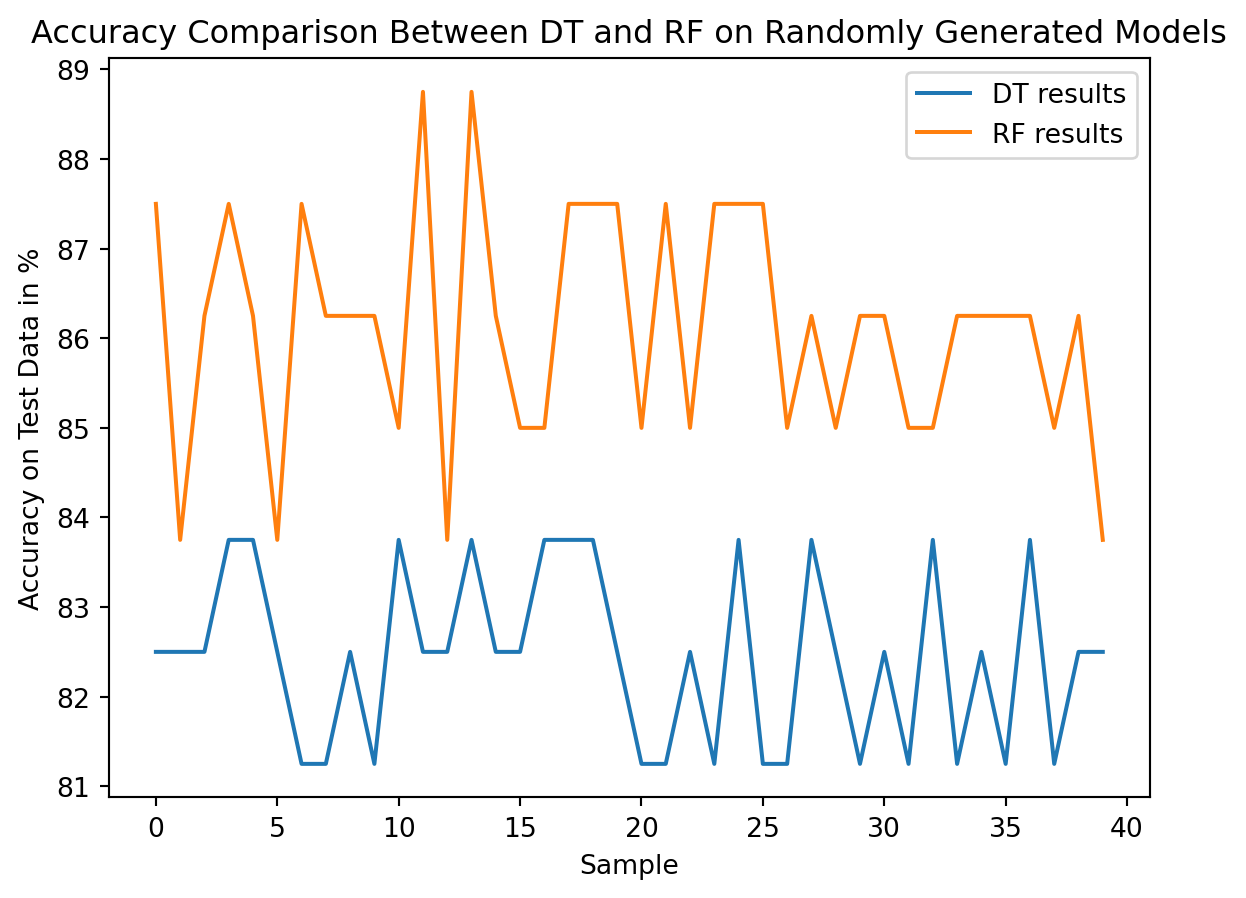 Accuracy Comparison Between DT and RF on Randomly Generated Models
DT results
RF results
Accuracy on Test Data in %
89
88
87
86
85
84
83
82
81
0 5 10 15 20 25 30 35 40
Sample